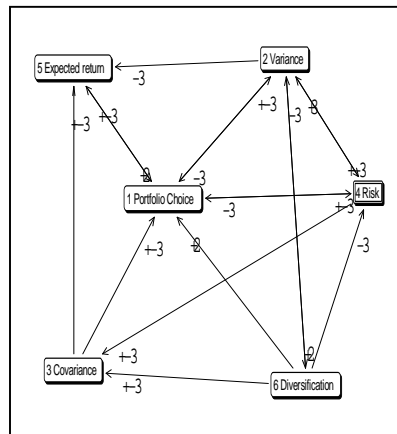 2 Variance
5 Expected return
-3
+-3
+-3
-3
1 Portfolio Choice
-3
4 Risk
-3
+-3
+-3
-3
3 Covariance
+-3
+-3
6 Diversification